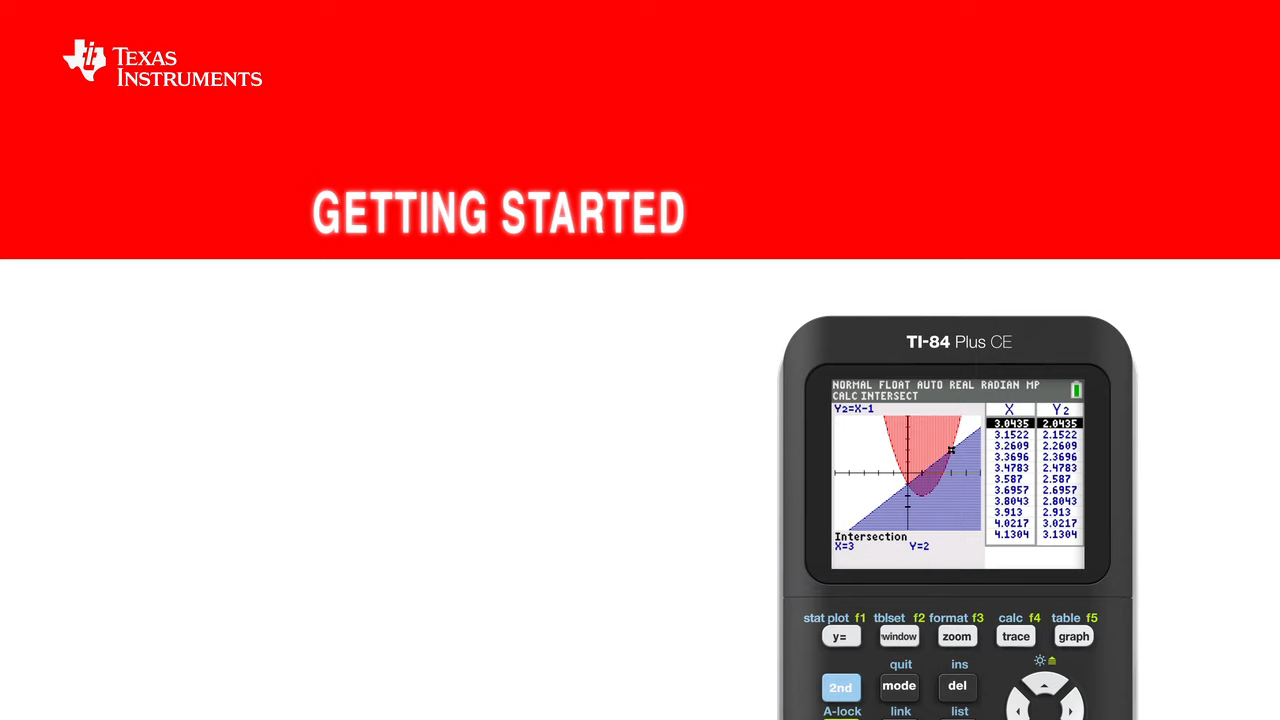 TEXAS
INSTRUMENTS
GETTING STARTED
TI-84 Plus CE
NORMAL FLOAT AUTO REAL RADIAN MP
CALC INTERSECT
Y2=X-1
X Y2
3.0435 2.0435
3.1522 2.1522
3.2609 2.2609
3.3696 2.3696
3.4783 2.4783
3.587 2.587
3.6957 2.6957
3.8043 2.8043
3.913 2.913
4.0217 3.0217
4.1304 3.1304
Intersection
X=3 Y=2
stat plot f1 tblset f2 format f3 calc f4 table f5
y= window zoom trace graph
quit ins
2nd mode del
A-lock link list